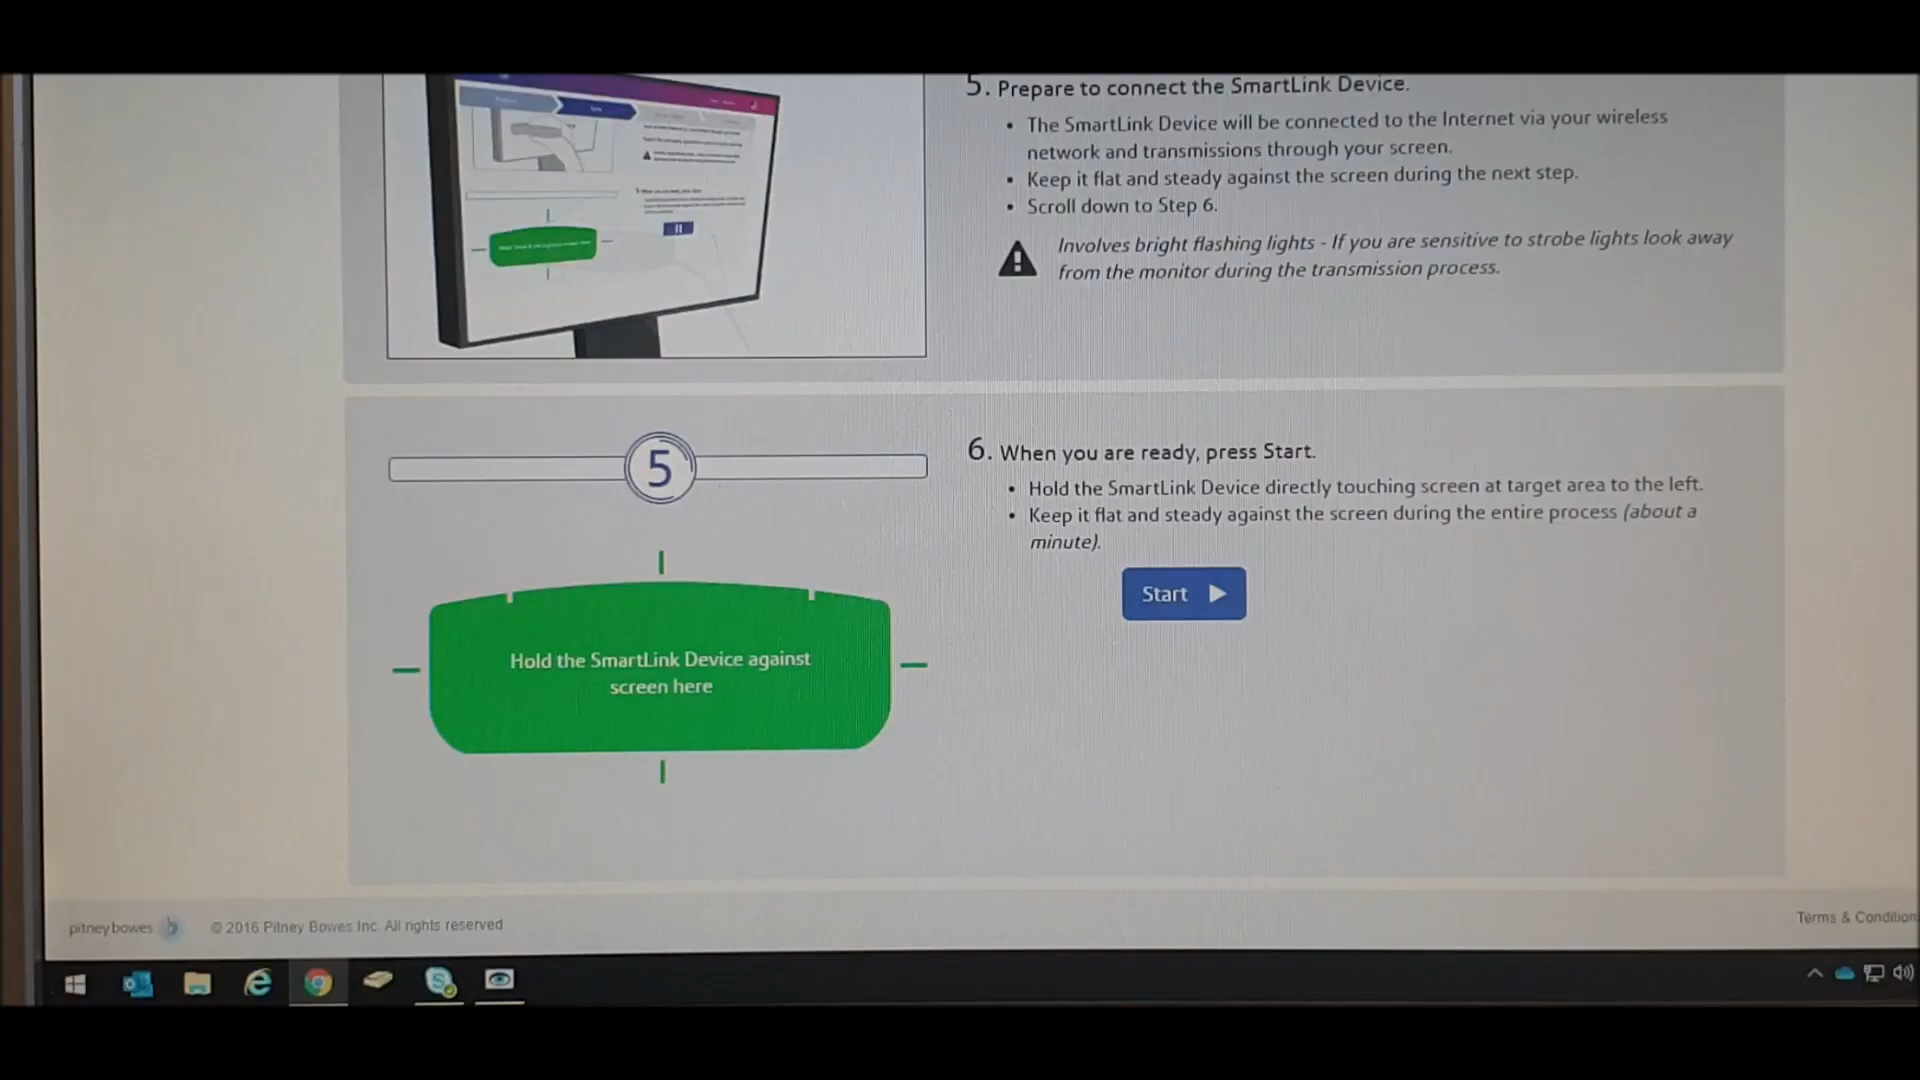 5. Prepare to connect the SmartLink Device.
• The SmartLink Device will be connected to the Internet via your wireless
network and transmissions through your screen.
• Keep it flat and steady against the screen during the next step.
• Scroll down to Step 6.
Involves bright flashing lights - If you are sensitive to strobe lights look away
from the monitor during the transmission process.
5
6. When you are ready, press Start.
• Hold the SmartLink Device directly touching screen at target area to the left.
• Keep it flat and steady against the screen during the entire process (about a
minute).
Start
Hold the SmartLink Device against
screen here
pitney bowes
© 2016 Pitney Bowes Inc. All rights reserved
Terms & Condition